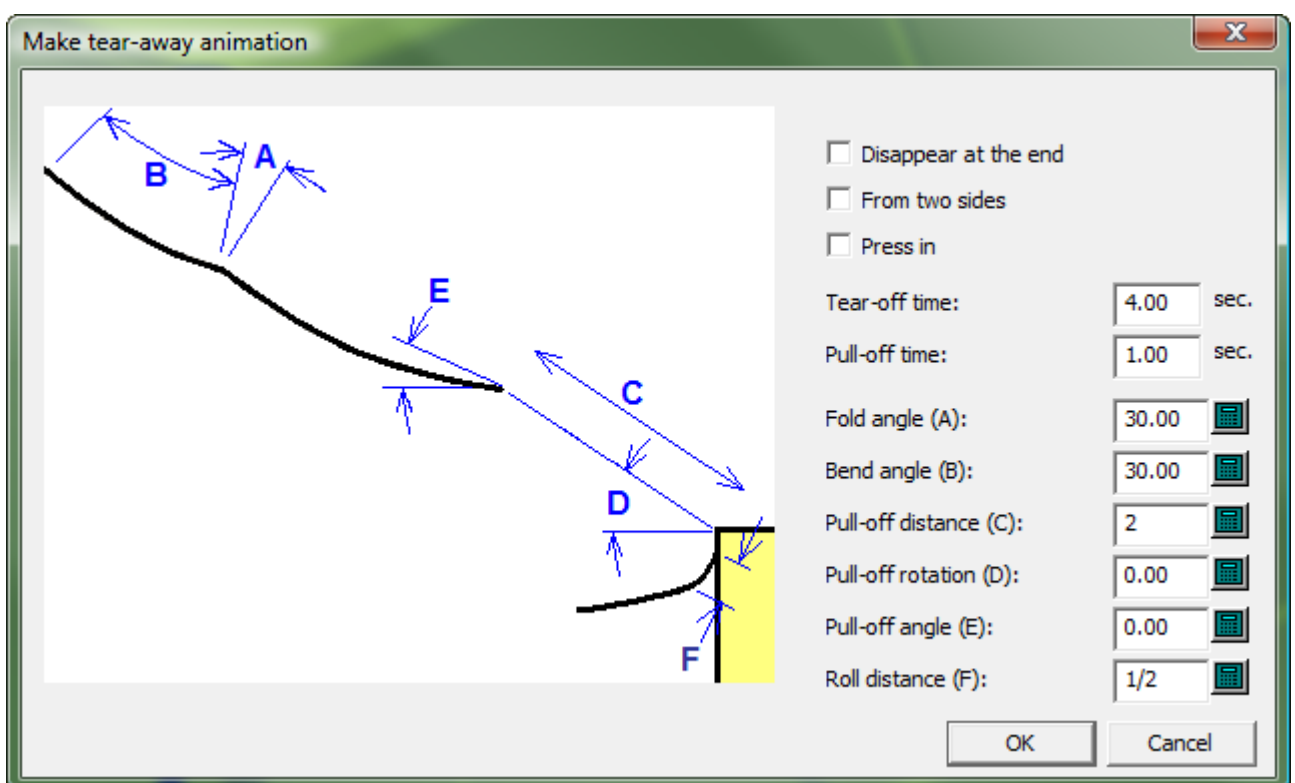 Make tear-away animation
A
B
E
C
D
F
Disappear at the end
From two sides
Press in
Tear-off time: 4.00 sec.
Pull-off time: 1.00 sec.
Fold angle (A): 30.00
Bend angle (B): 30.00
Pull-off distance (C): 2
Pull-off rotation (D): 0.00
Pull-off angle (E): 0.00
Roll distance (F): 1/2
OK Cancel